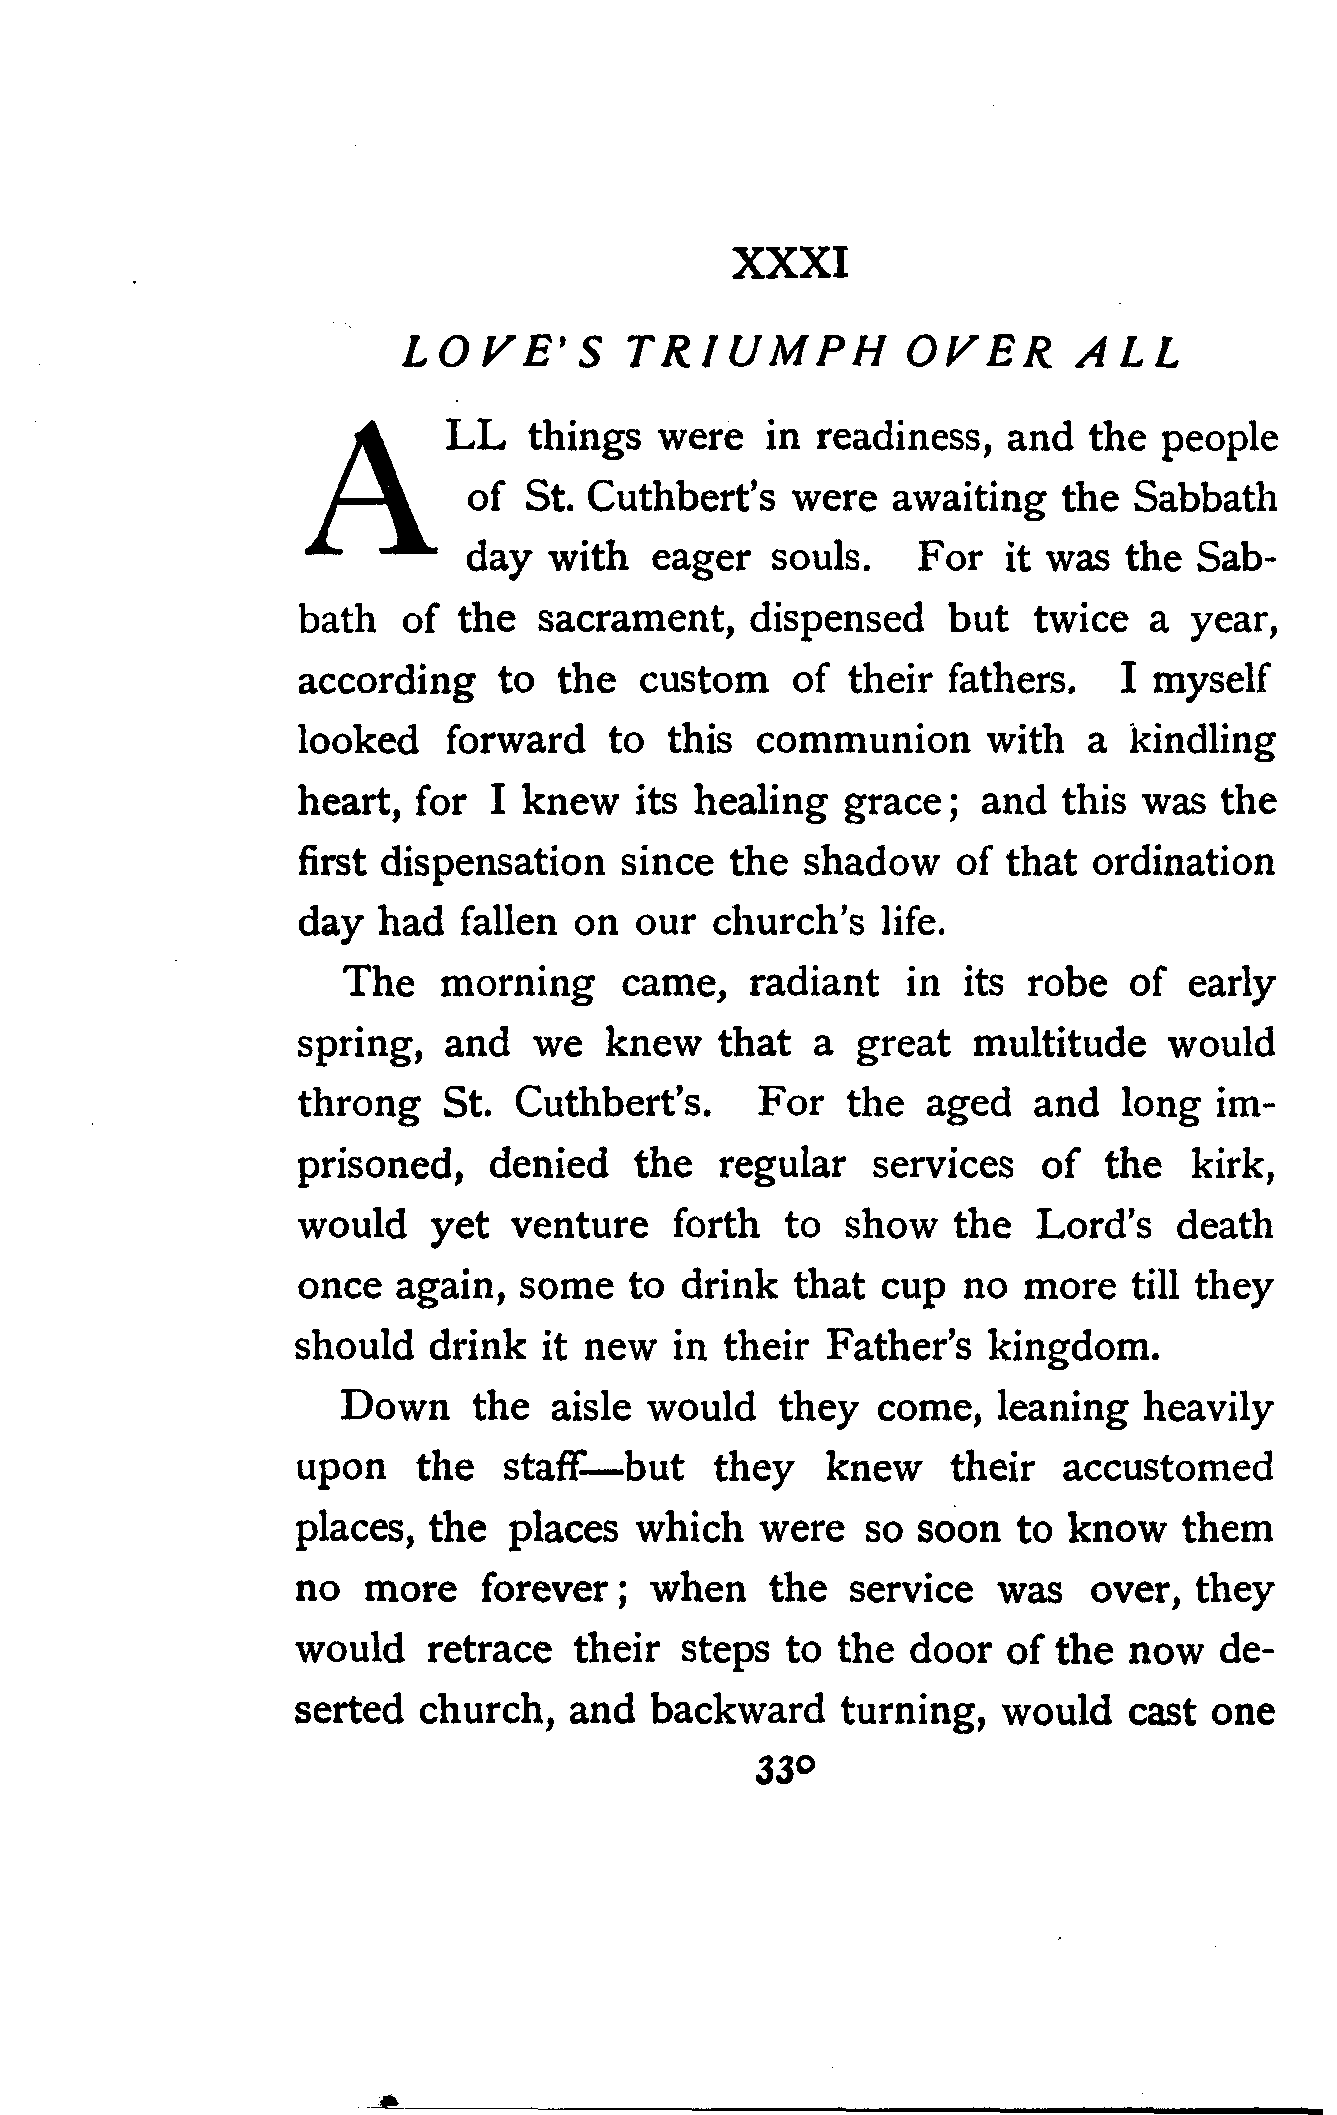 XXXI
LOVE'S TRIUMPH OVER ALL
ALL things were in readiness, and the people
of St. Cuthbert's were awaiting the Sabbath
day with eager souls. For it was the Sab-
bath of the sacrament, dispensed but twice a year,
according to the custom of their fathers. I myself
looked forward to this communion with a kindling
heart, for I knew its healing grace; and this was the
first dispensation since the shadow of that ordination
day had fallen on our church's life.
The morning came, radiant in its robe of early
spring, and we knew that a great multitude would
throng St. Cuthbert's. For the aged and long im-
prisoned, denied the regular services of the kirk,
would yet venture forth to show the Lord's death
once again, some to drink that cup no more till they
should drink it new in their Father's kingdom.
Down the aisle would they come, leaning heavily
upon the staff—but they knew their accustomed
places, the places which were so soon to know them
no more forever; when the service was over, they
would retrace their steps to the door of the now de-
serted church, and backward turning, would cast one
330